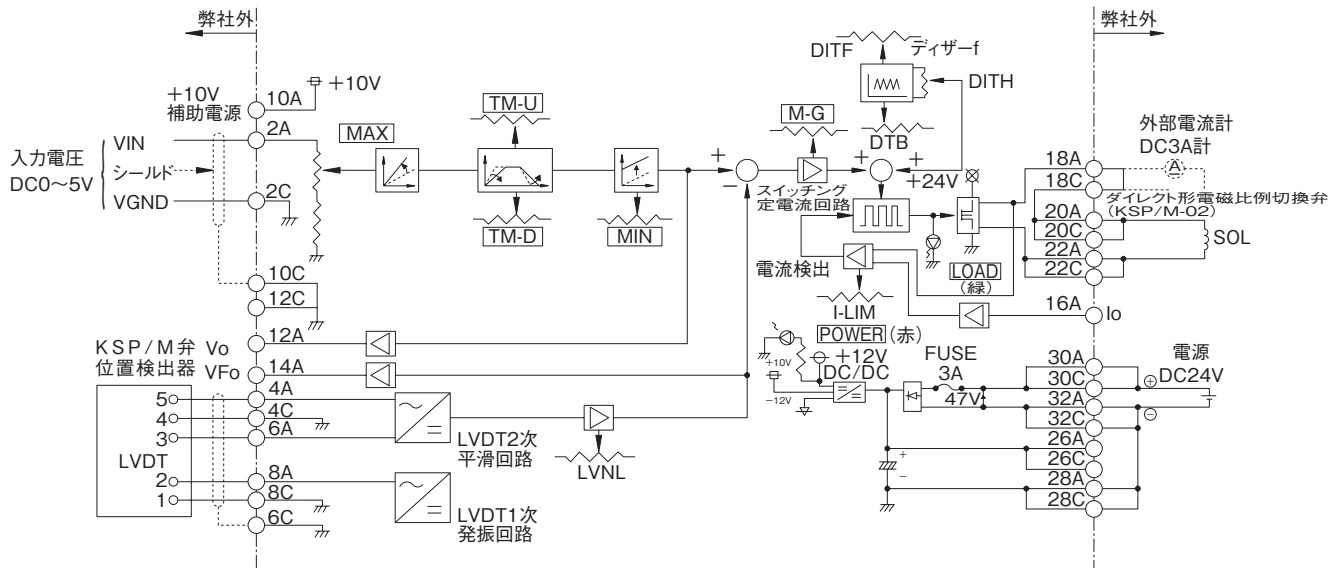 弊社外
弊社外
DITF
ディザーf
DITH
DTB
+10V
補助電源
10A
+10V
2A
入力電圧
DC0～5V
VIN
シールド
VGND
2C
MAX
TM-U
TM-D
MIN
M-G
+
−
+
+
+24V
スイッチング
定電流回路
電流検出
I-LIM
LOAD
(緑)
外部電流計
DC3A計
A
18A
18C
ダイレクト形電磁比例切換弁
(KSP/M-02)
20A
20C
22A
22C
SOL
16A
Io
10C
12C
KSP/M弁
位置検出器
Vo
12A
VFo
14A
4A
4C
6A
5
4
3
LVDT
2
1
8A
8C
6C
LVDT2次
平滑回路
LVNL
LVDT1次
発振回路
POWER (赤)
+12V
DC/DC
+10V
−12V
FUSE
3A
47V
30A
30C
32A
32C
26A
26C
28A
28C
電源
DC24V
⊕
⊖
+
−